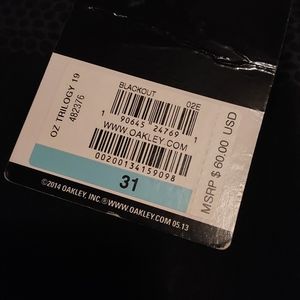 OZ TRILOGY 19
482376
BLACKOUT
02E
1 90645 24769 1
WWW.OAKLEY.COM
00200134159098
31
MSRP $ 60.00 USD
©2014 OAKLEY, INC.®WWW.OAKLEY.COM 05.13